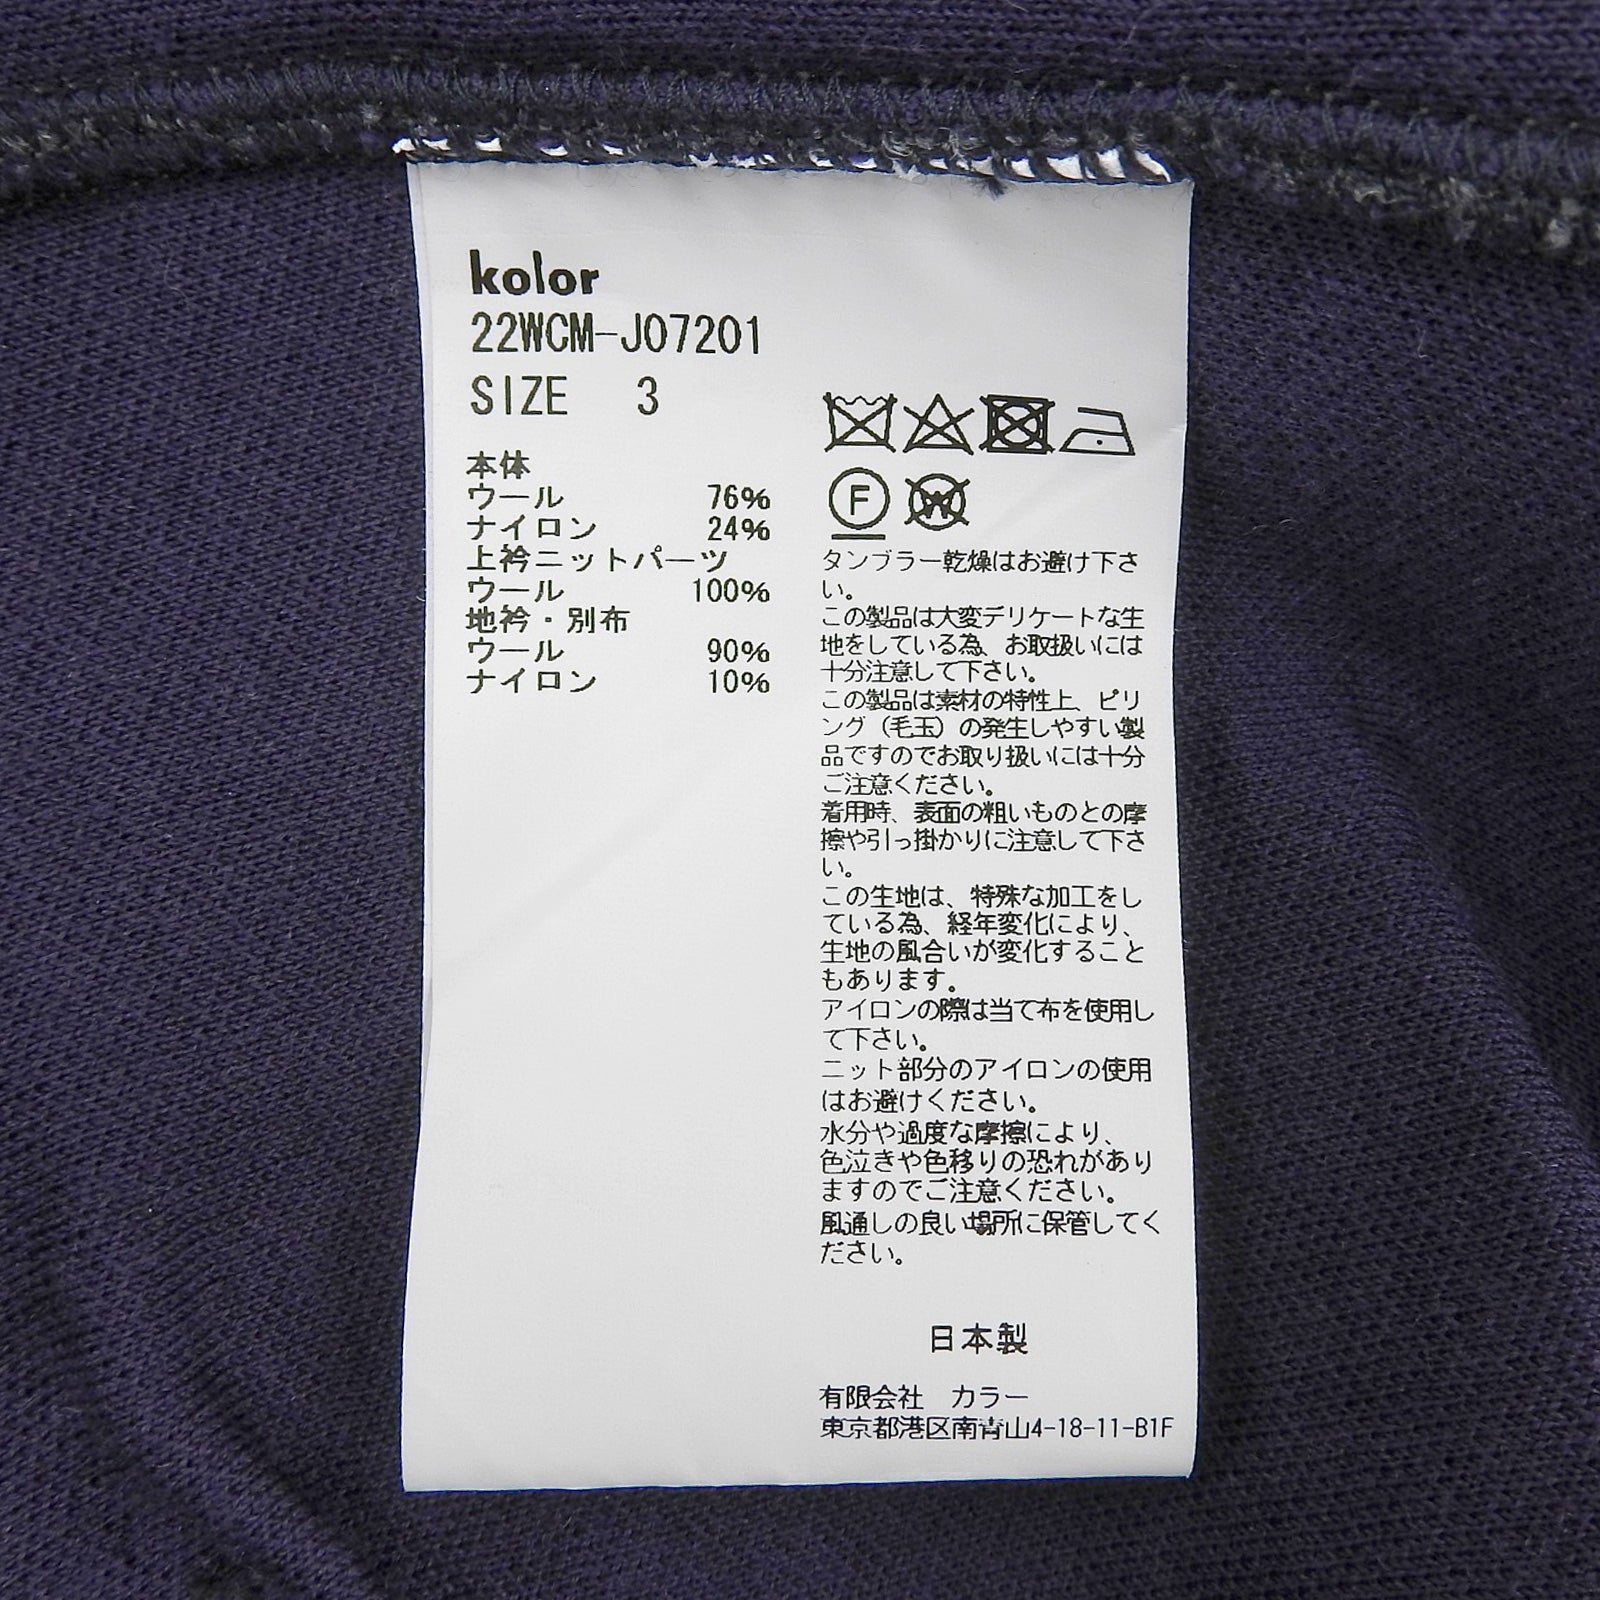 kolor
22WCM-J07201
SIZE 3
本体
ウール 76%
ナイロン 24%
上衿ニットパーツ
ウール 100%
地衿・別布
ウール 90%
ナイロン 10%
F
W
タンブラー乾燥はお避け下さ
い。
この製品は大変デリケートな生
地をしている為、お取扱いには
十分注意して下さい。
この製品は素材の特性上、ピリ
ング（毛玉）の発生しやすい製
品ですのでお取り扱いには十分
ご注意ください。
着用時、表面の粗いものとの摩
擦や引っ掛かりに注意して下さ
い。
この生地は、特殊な加工をし
ている為、経年変化により、
生地の風合いが変化すること
もあります。
アイロンの際は当て布を使用し
て下さい。
ニット部分のアイロンの使用
はお避けください。
水分や過度な摩擦により、
色泣きや色移りの恐れがあり
ますのでご注意ください。
風通しの良い場所に保管してく
ださい。
日本製
有限会社 カラー
東京都港区南青山4-18-11-B1F